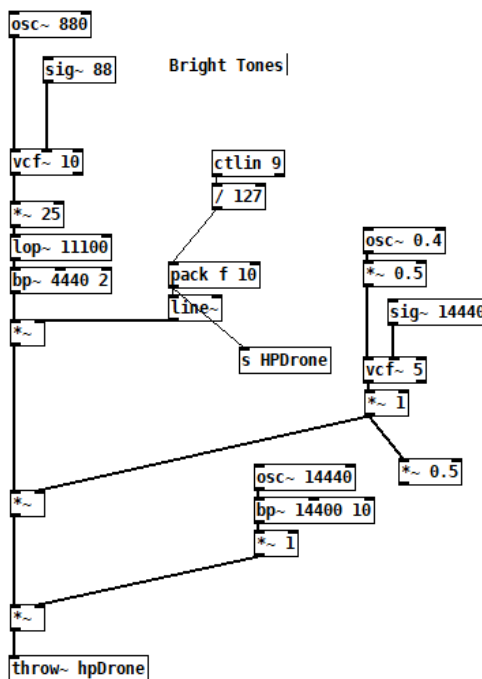 osc~ 880
sig~ 88
Bright Tones
vcf~ 10
ctlin 9
/ 127
*~ 25
lop~ 11100
osc~ 0.4
bp~ 4440 2
pack f 10
*~ 0.5
line~
sig~ 14440
*~
s HPDrone
vcf~ 5
*~ 1
*~ 0.5
osc~ 14440
*~
bp~ 14400 10
*~ 1
*~
throw~ hpDrone